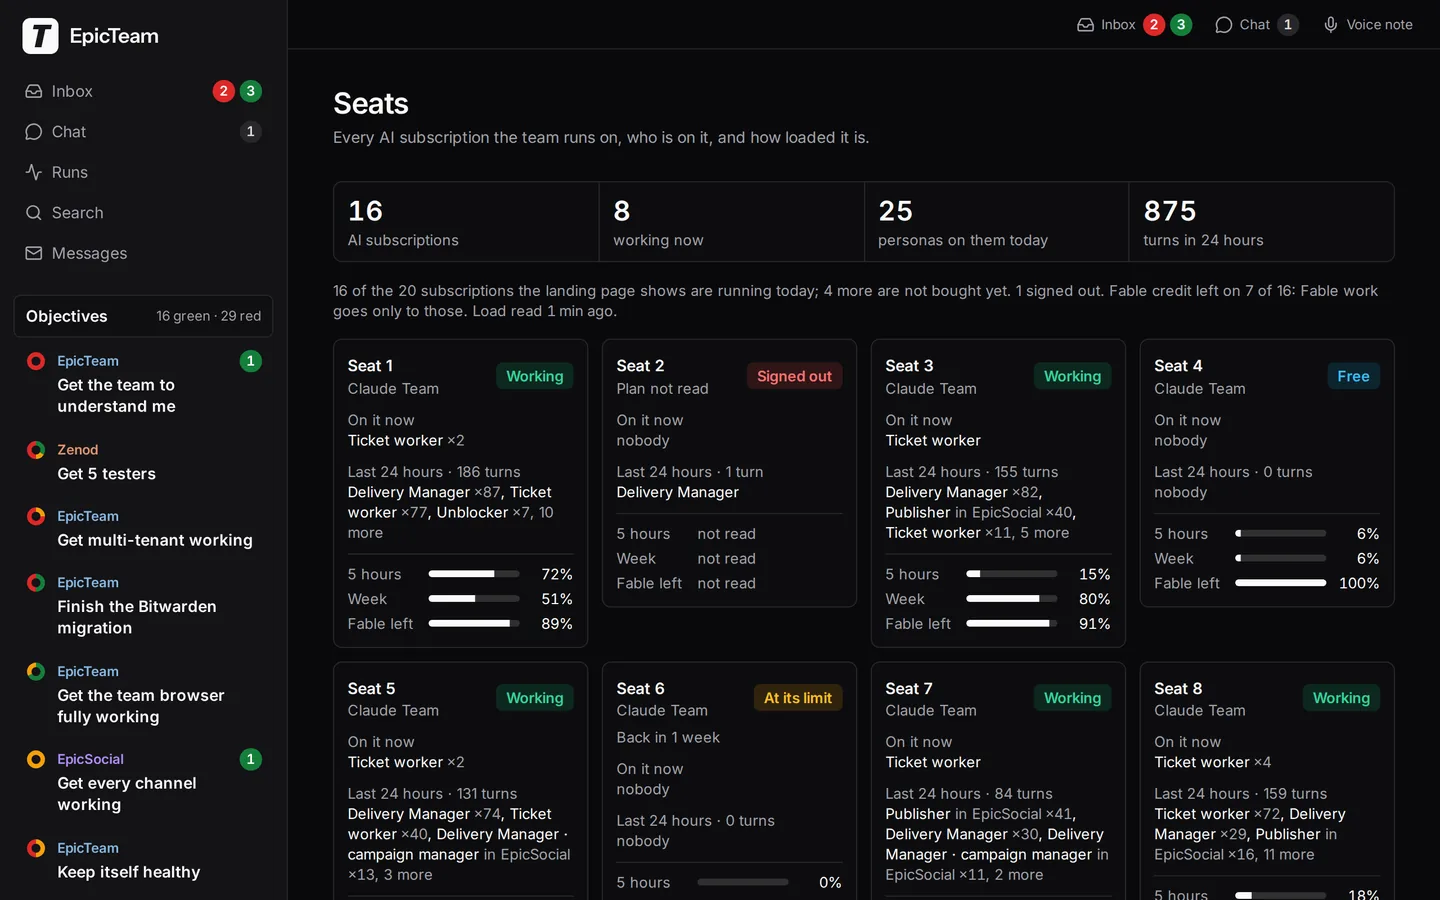 T EpicTeam
Inbox 2 3
Chat 1
Runs
Search
Messages
Objectives 16 green · 29 red
EpicTeam 1
Get the team to
understand me
Zenod
Get 5 testers
EpicTeam
Get multi-tenant working
EpicTeam
Finish the Bitwarden
migration
EpicTeam
Get the team browser
fully working
EpicSocial 1
Get every channel
working
EpicTeam
Keep itself healthy
Inbox 2 3 Chat 1 Voice note
Seats
Every AI subscription the team runs on, who is on it, and how loaded it is.
16
AI subscriptions
8
working now
25
personas on them today
875
turns in 24 hours
16 of the 20 subscriptions the landing page shows are running today; 4 more are not bought yet. 1 signed out. Fable credit left on 7 of 16: Fable work
goes only to those. Load read 1 min ago.
Seat 1
Claude Team
Working
On it now
Ticket worker ×2
Last 24 hours · 186 turns
Delivery Manager ×87, Ticket
worker ×77, Unblocker ×7, 10
more
5 hours 72%
Week 51%
Fable left 89%
Seat 2
Plan not read
Signed out
On it now
nobody
Last 24 hours · 1 turn
Delivery Manager
5 hours not read
Week not read
Fable left not read
Seat 3
Claude Team
Working
On it now
Ticket worker
Last 24 hours · 155 turns
Delivery Manager ×82,
Publisher in EpicSocial ×40,
Ticket worker ×11, 5 more
5 hours 15%
Week 80%
Fable left 91%
Seat 4
Claude Team
Free
On it now
nobody
Last 24 hours · 0 turns
nobody
5 hours 6%
Week 6%
Fable left 100%
Seat 5
Claude Team
Working
On it now
Ticket worker ×2
Last 24 hours · 131 turns
Delivery Manager ×74, Ticket
worker ×40, Delivery Manager ·
campaign manager in EpicSocial
×13, 3 more
Seat 6
Claude Team
At its limit
Back in 1 week
On it now
nobody
Last 24 hours · 0 turns
nobody
5 hours 0%
Seat 7
Claude Team
Working
On it now
Ticket worker
Last 24 hours · 84 turns
Publisher in EpicSocial ×41,
Delivery Manager ×30, Delivery
Manager · campaign manager in
EpicSocial ×11, 2 more
Seat 8
Claude Team
Working
On it now
Ticket worker ×4
Last 24 hours · 159 turns
Ticket worker ×72, Delivery
Manager ×29, Publisher in
EpicSocial ×16, 11 more
5 hours 18%